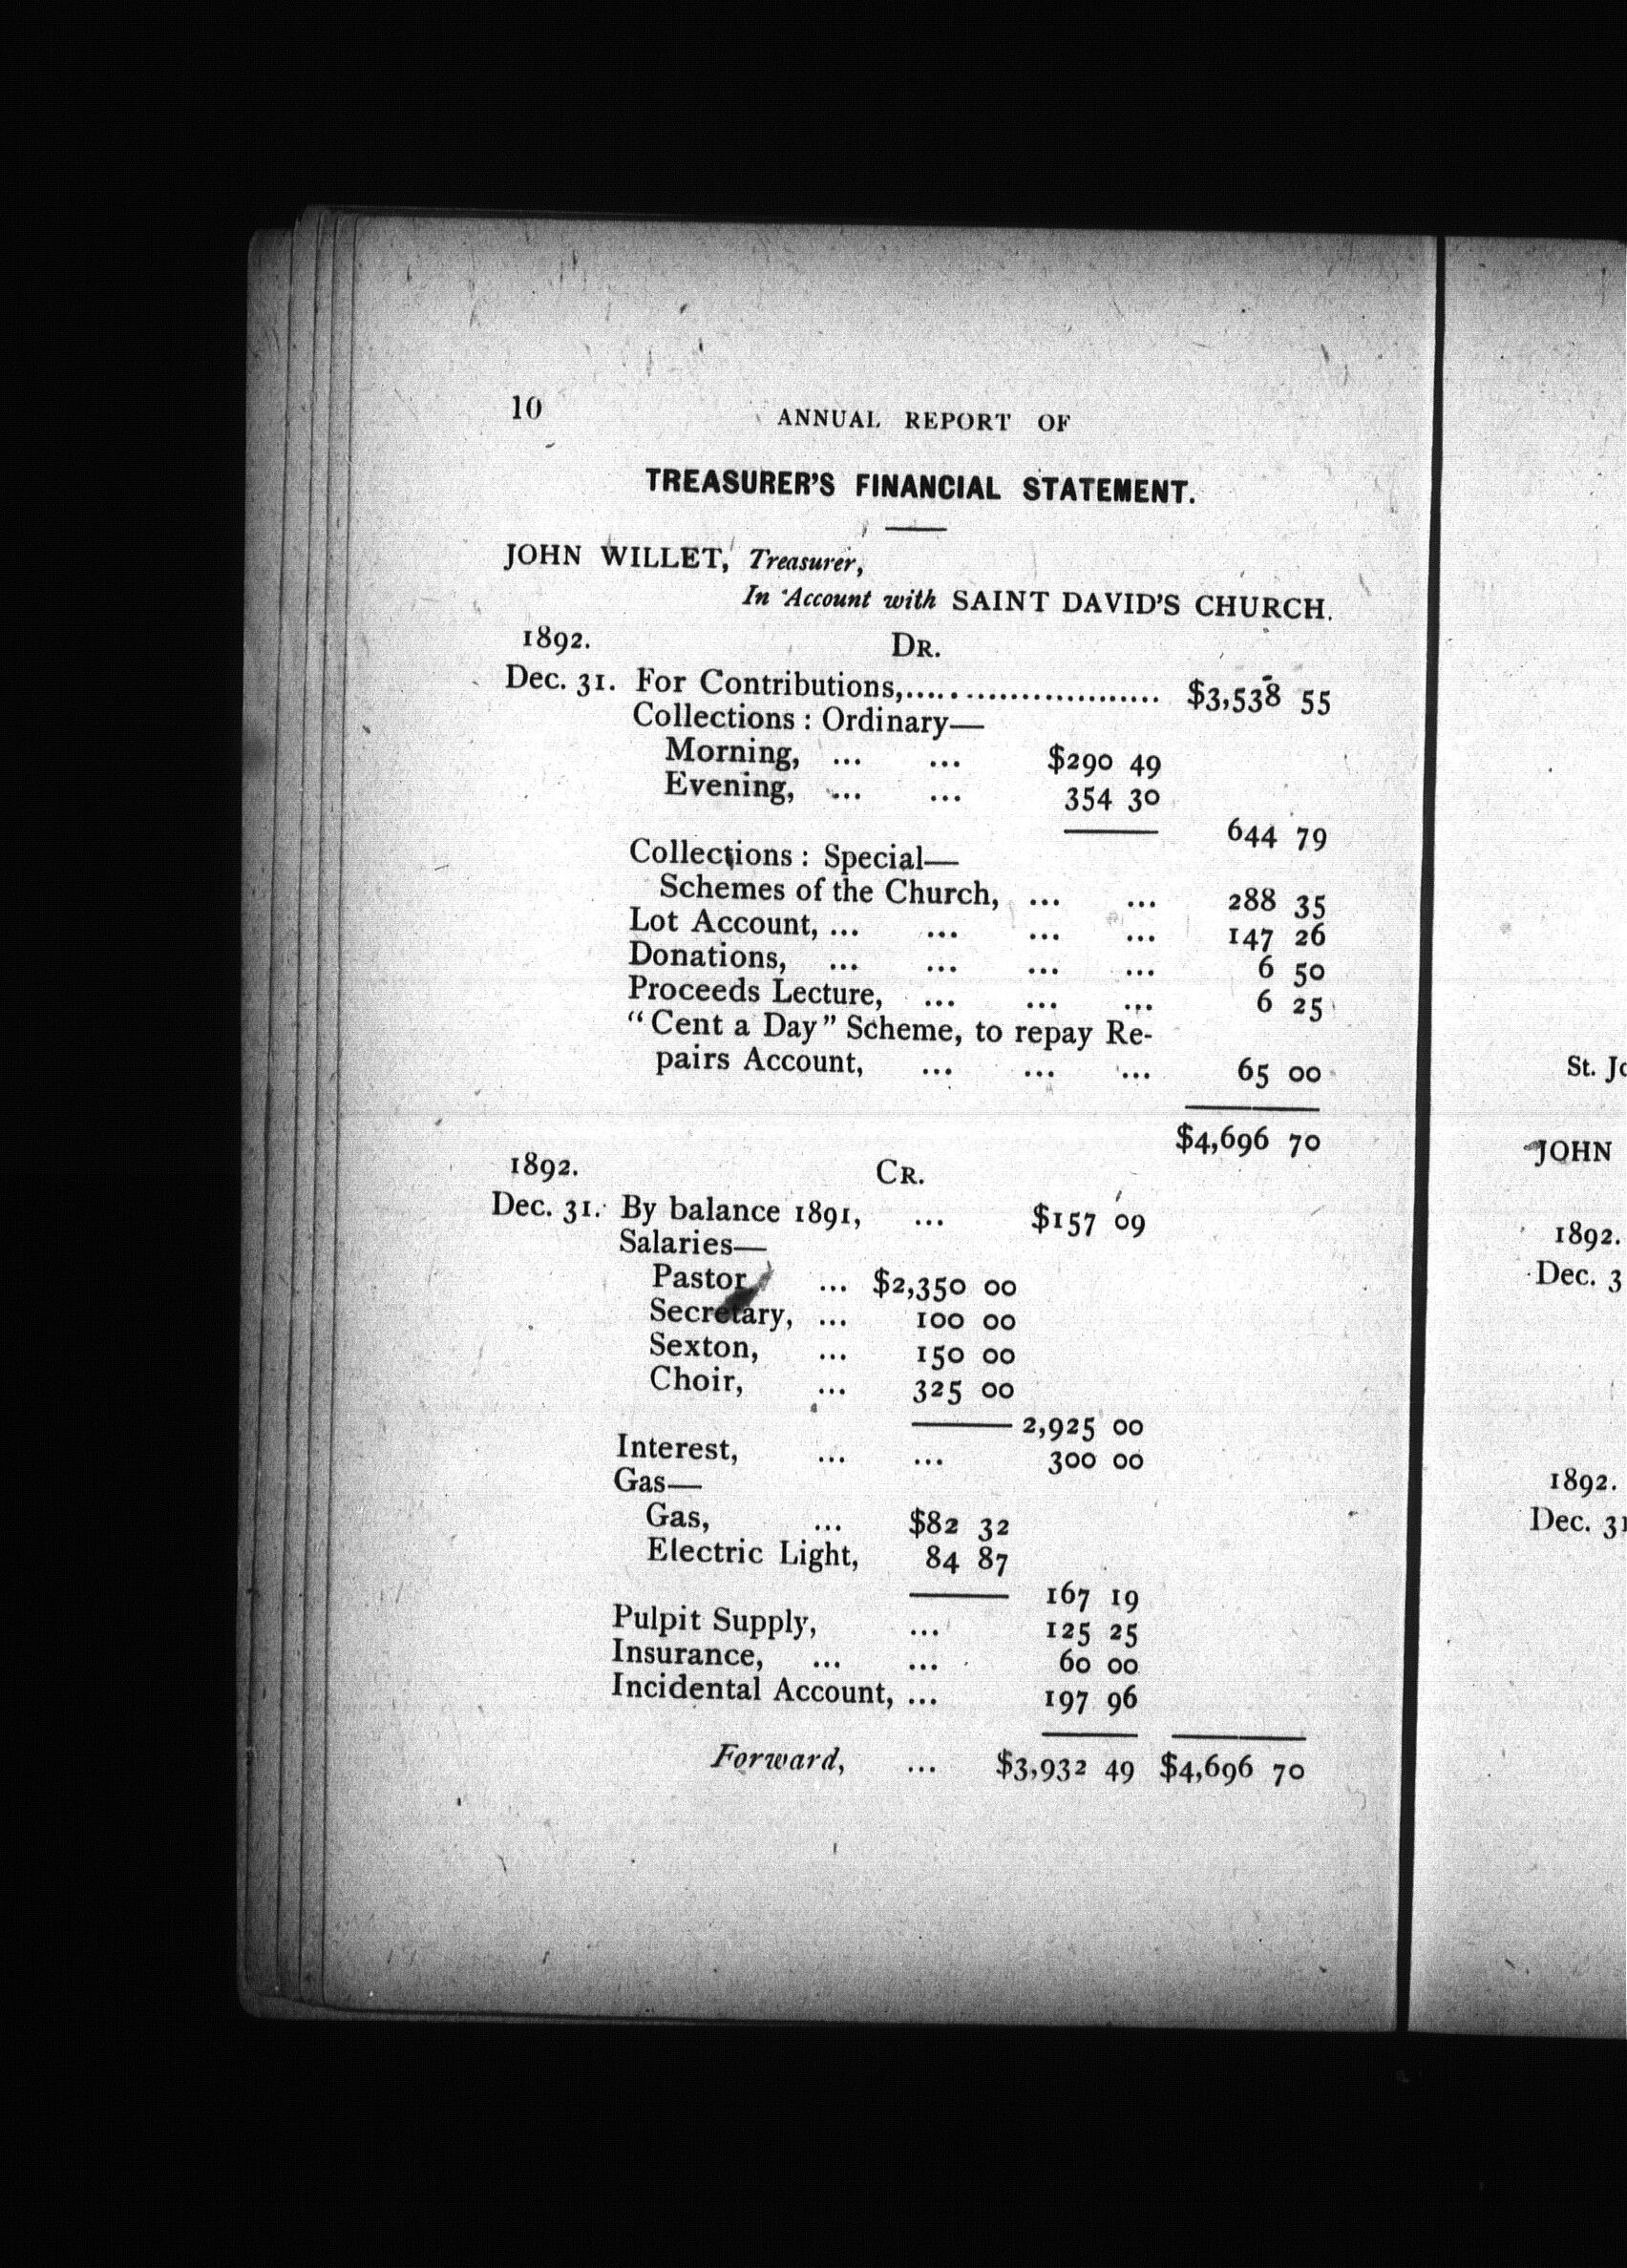 10 ANNUAL REPORT OF
TREASURER'S FINANCIAL STATEMENT.
JOHN WILLET, Treasurer,
In Account with SAINT DAVID'S CHURCH.
1892. DR.
Dec. 31. For Contributions,........................ $3,538 55
Collections : Ordinary—
Morning, ... ... $290 49
Evening, ... ... 354 30
644 79
Collections : Special—
Schemes of the Church, ... ... 288 35
Lot Account, ... ... ... ... 147 26
Donations, ... ... ... ... 6 50
Proceeds Lecture, ... ... ... 6 25
"Cent a Day" Scheme, to repay Re-
pairs Account, ... ... ... 65 00
$4,696 70
1892. CR.
Dec. 31. By balance 1891, ... $157 09
Salaries—
Pastor ... $2,350 00
Secretary, ... 100 00
Sexton, ... 150 00
Choir, ... 325 00
2,925 00
Interest, ... ... 300 00
Gas—
Gas, ... $82 32
Electric Light, 84 87
167 19
Pulpit Supply, ... 125 25
Insurance, ... ... 60 00
Incidental Account, ... 197 96
Forward, ... $3,932 49 $4,696 70
St. Jo
JOHN
1892.
Dec. 3
1892.
Dec. 31